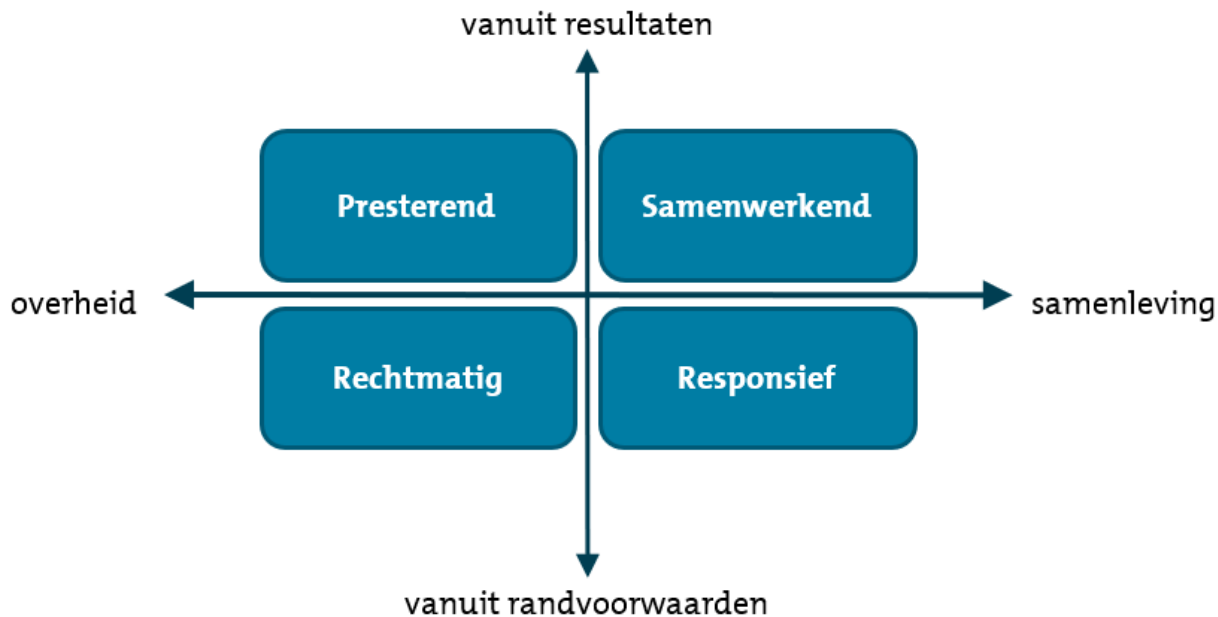 vanuit resultaten
Presterend
Samenwerkend
overheid
samenleving
Rechtmatig
Responsief
vanuit randvoorwaarden